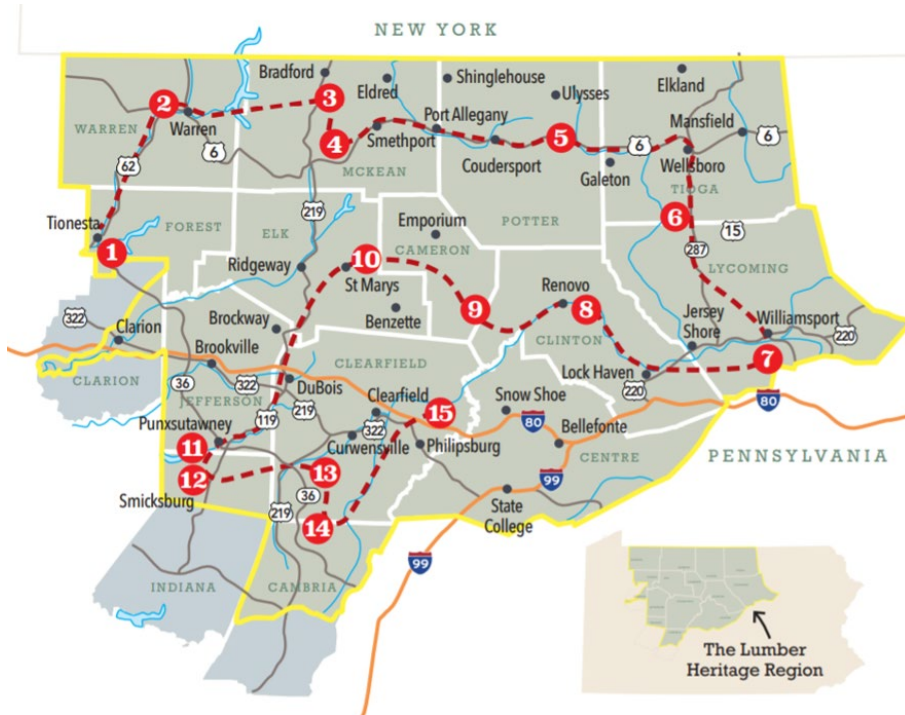 NEW YORK
Bradford
Eldred
Shinglehouse
Ulysses
Elkland
Mansfield
2
3
WARREN
Warren
6
62
4
Smethport
Port Allegany
Coudersport
5
6
Wellsboro
6
Galeton
TIOGA
MCKEAN
POTTER
Tionesta
1
FOREST
ELK
219
Emporium
CAMERON
6
15
287
LYCOMING
Ridgeway
10
St Marys
Benzette
9
Renovo
8
CLINTON
Jersey
Shore
Williamsport
220
7
Lock Haven
220
322
Clarion
CLARION
Brockway
Brookville
36
322
JEFFERSON
DuBois
CLEARFIELD
219
119
Clearfield
322
15
Snow Shoe
80
80
Bellefonte
Punxsutawney
Curwensville
Philipsburg
CENTRE
PENNSYLVANIA
11
12
13
36
Smicksburg
219
14
99
State
College
99
INDIANA
CAMBRIA
The Lumber
Heritage Region